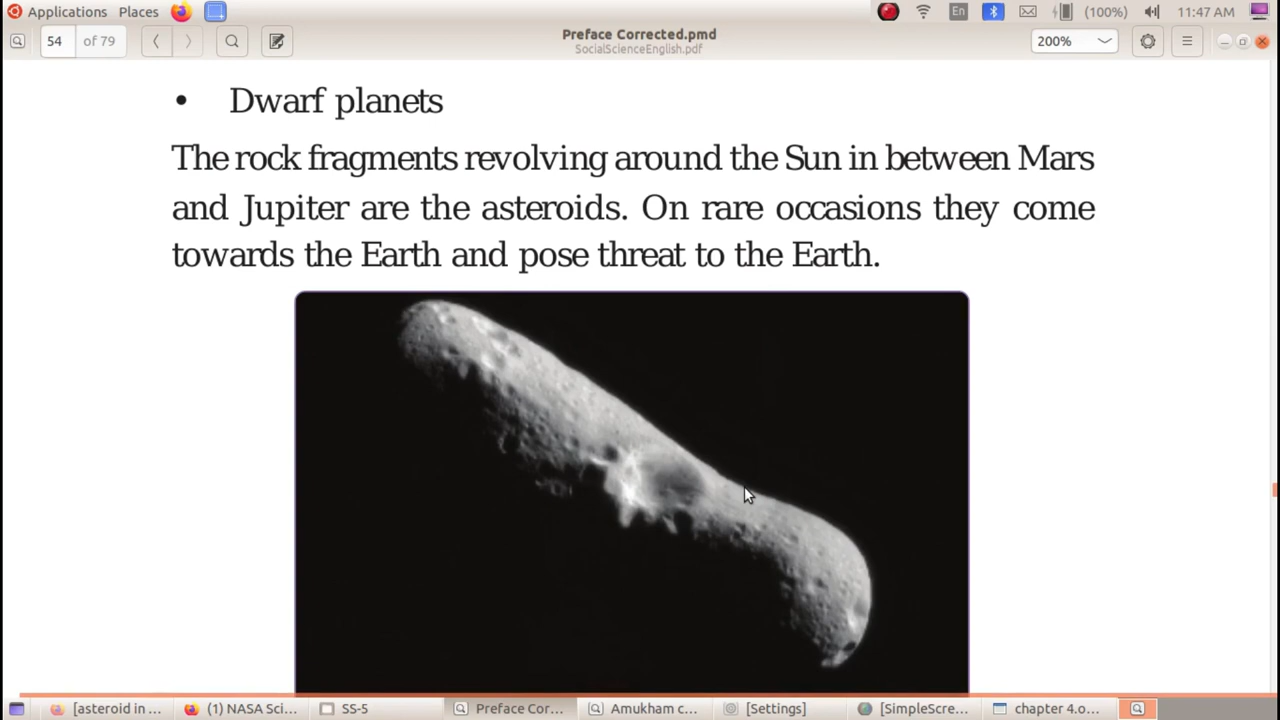 Applications Places En (100%) 11:47 AM
54 of 79 Preface Corrected.pmd 200%
SocialScienceEnglish.pdf
• Dwarf planets
The rock fragments revolving around the Sun in between Mars
and Jupiter are the asteroids. On rare occasions they come
towards the Earth and pose threat to the Earth.
[asteroid in ... (1) NASA Sci... SS-5 Preface Cor... Amukham c... [Settings] [SimpleScre... chapter 4.o...